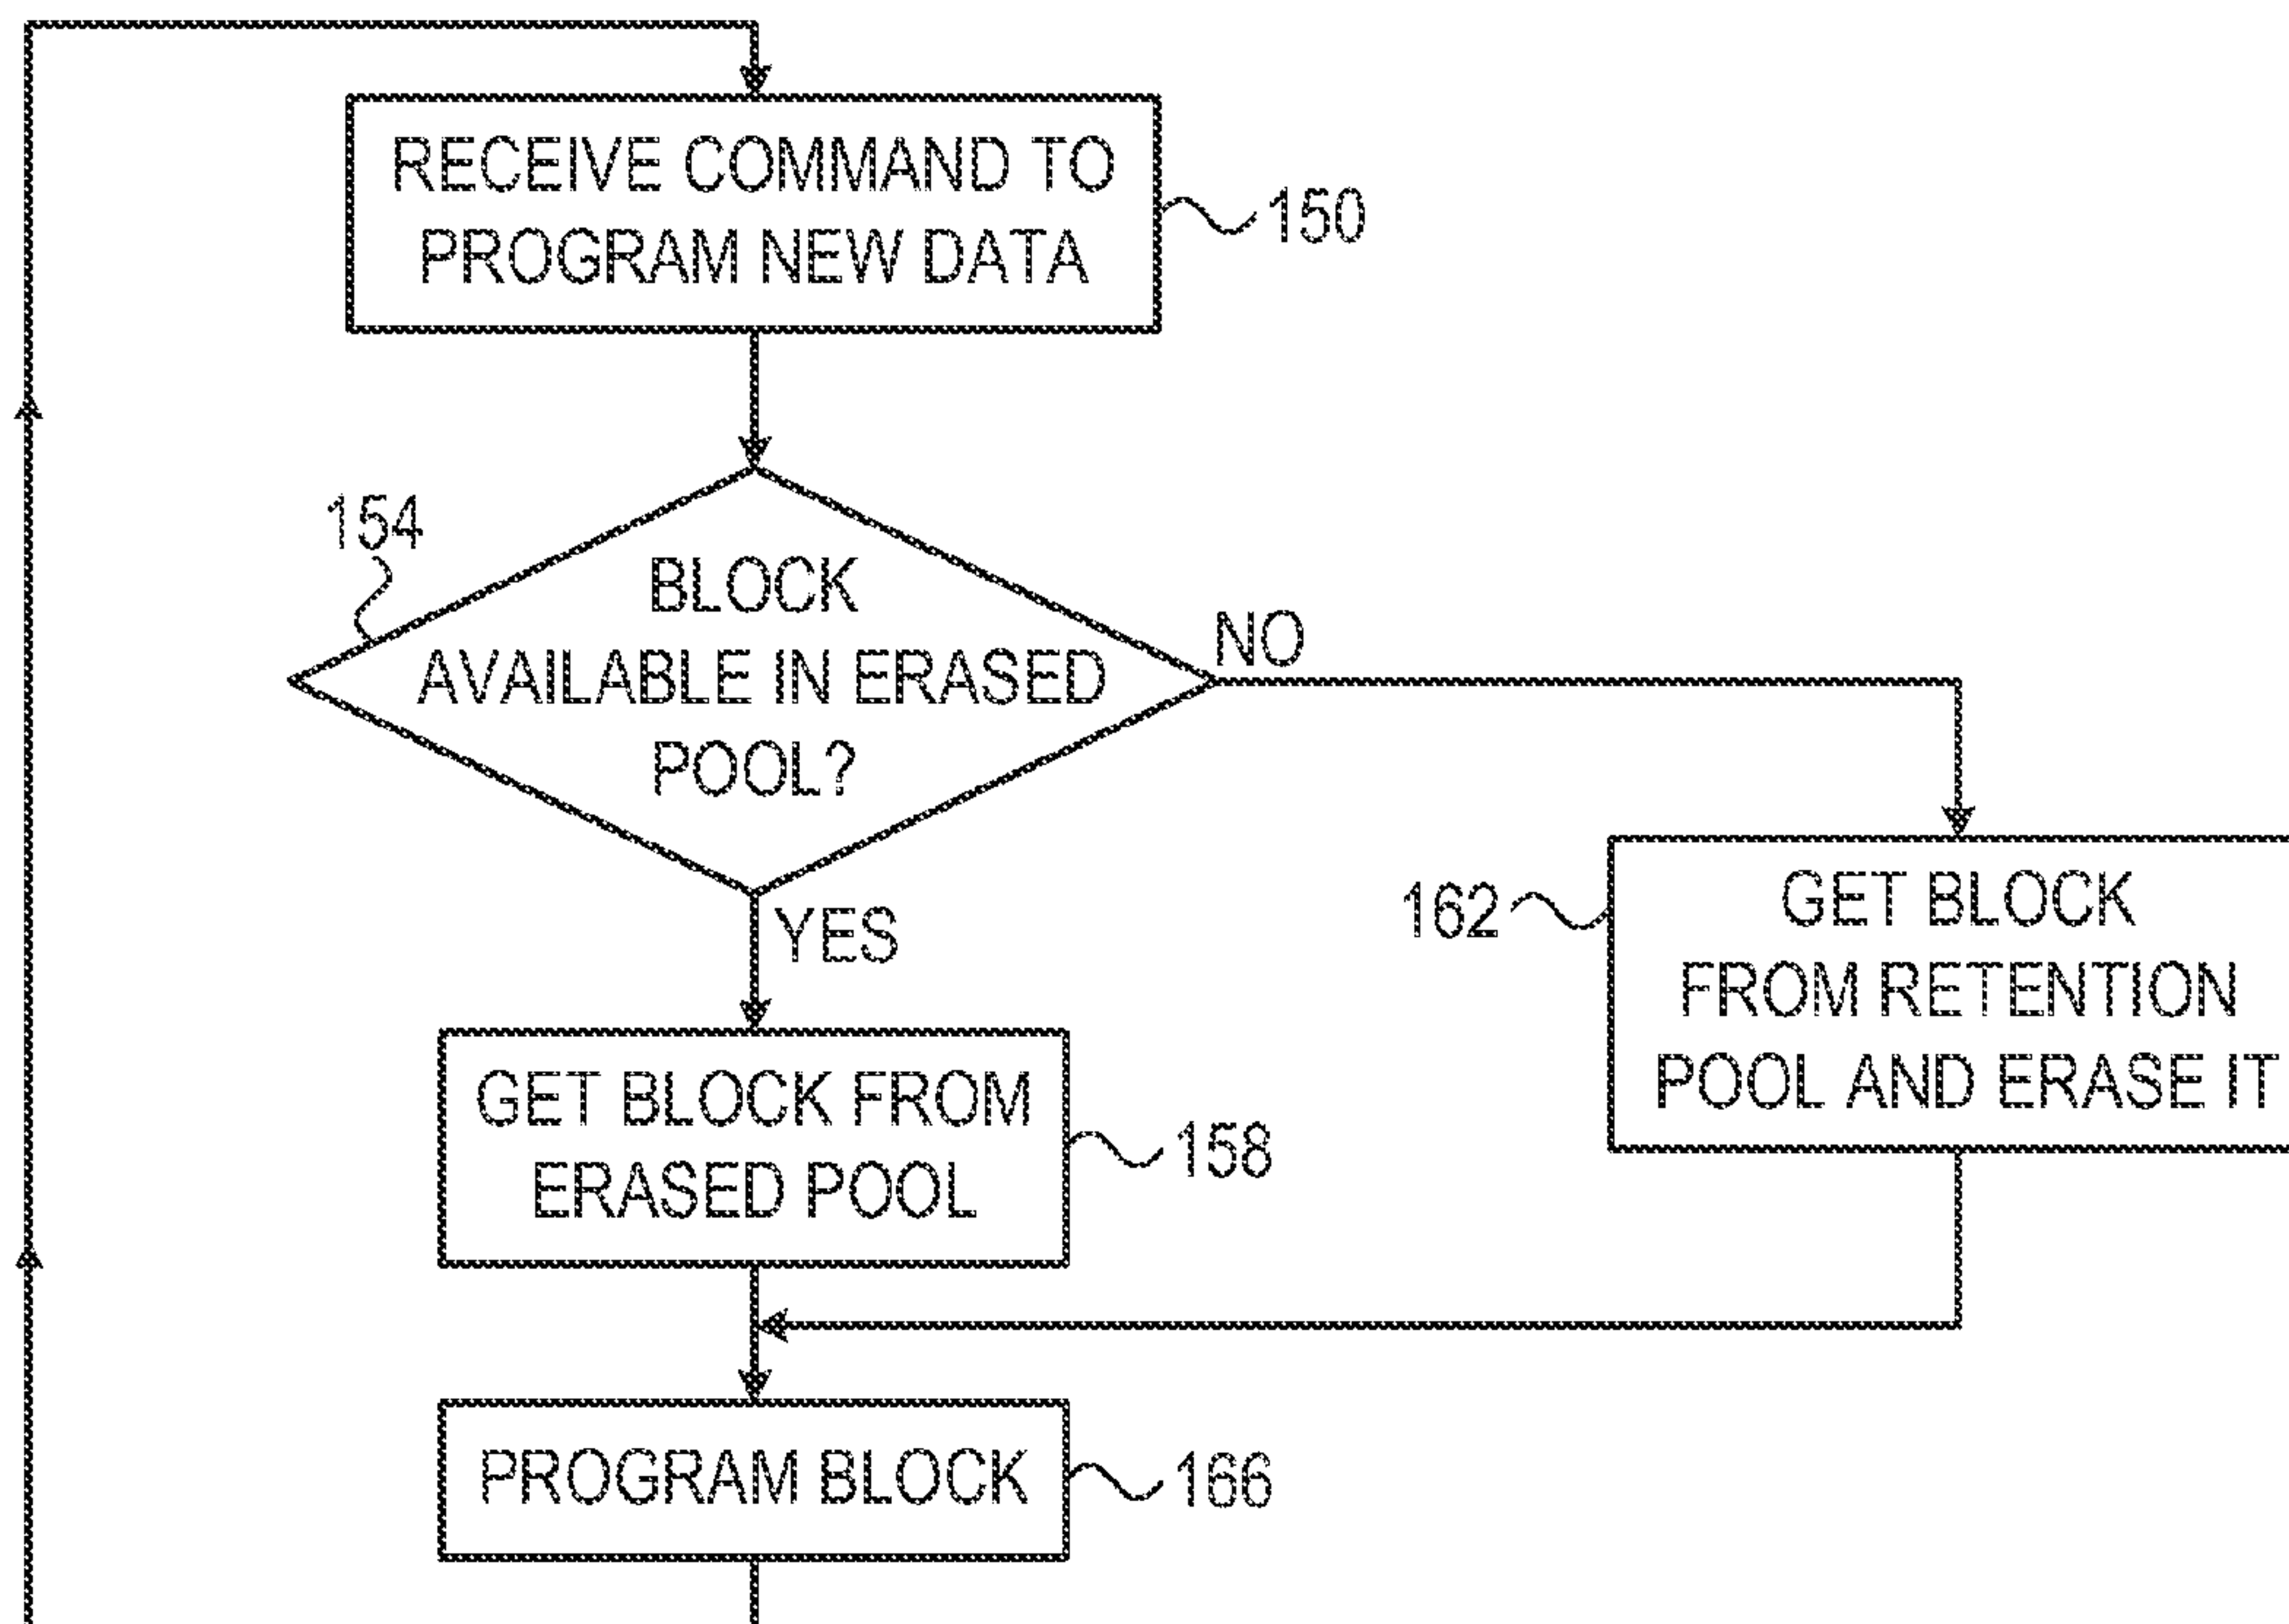 RECEIVE COMMAND TO
PROGRAM NEW DATA
150
154
BLOCK
AVAILABLE IN ERASED
POOL?
NO
YES
162
GET BLOCK
FROM RETENTION
POOL AND ERASE IT
GET BLOCK FROM
ERASED POOL
158
PROGRAM BLOCK
166